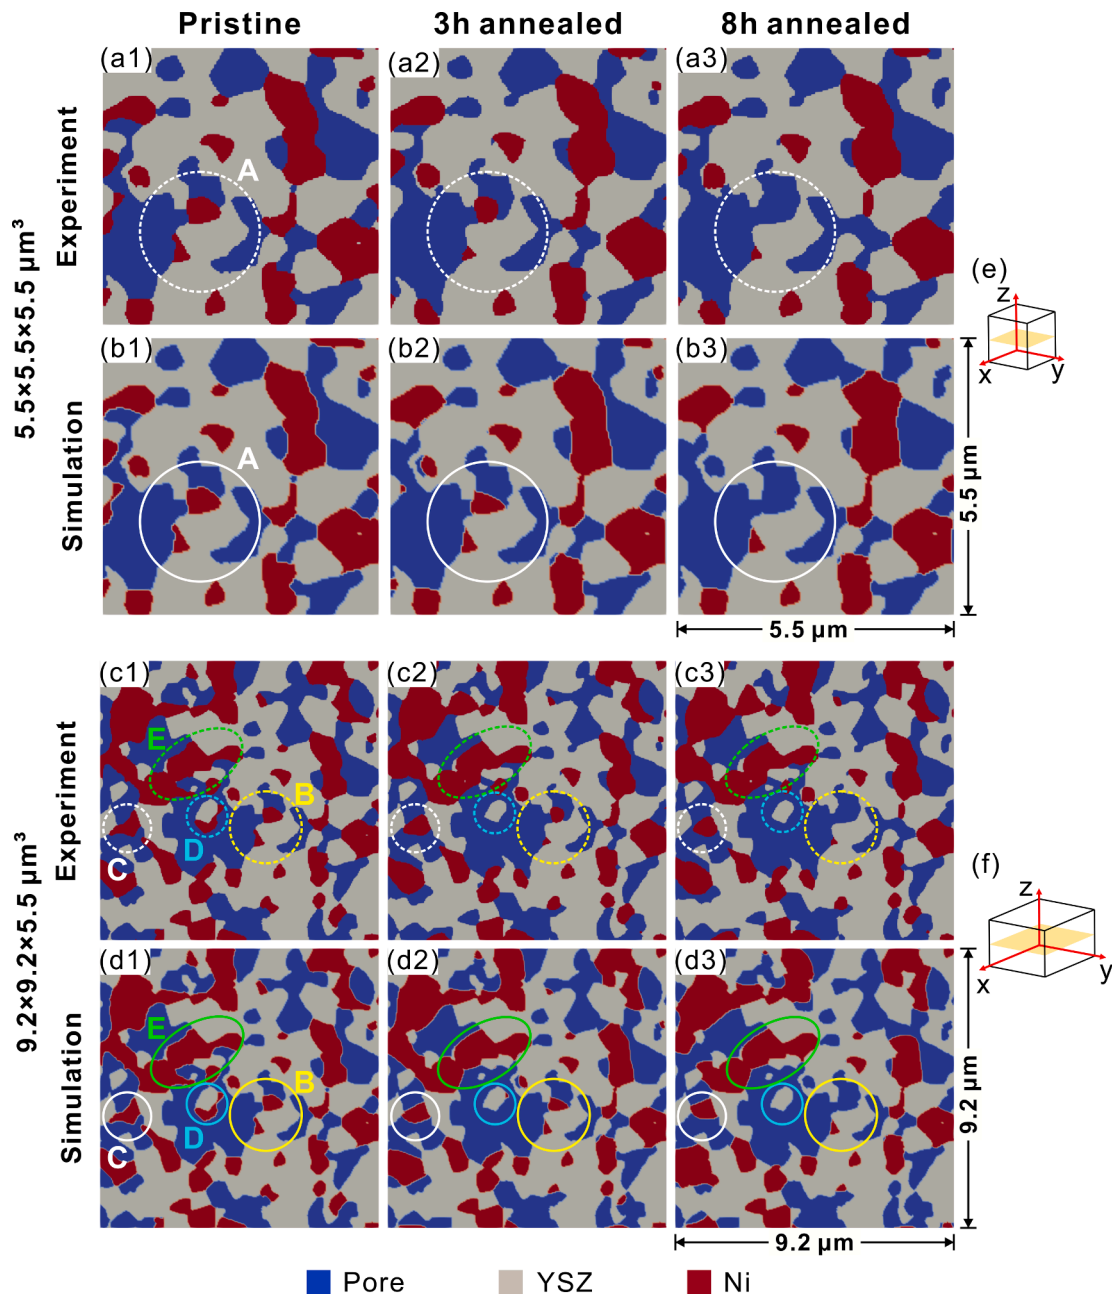 Pristine 3h annealed 8h annealed
5.5×5.5×5.5 μm³
Experiment
(a1) (a2) (a3)
A
(e)
z
x y
Simulation
(b1) (b2) (b3)
A
5.5 μm
5.5 μm
9.2×9.2×5.5 μm³
Experiment
(c1) (c2) (c3)
E
B
C
D
(f)
z
x y
Simulation
(d1) (d2) (d3)
E
B
C
D
9.2 μm
9.2 μm
Pore YSZ Ni